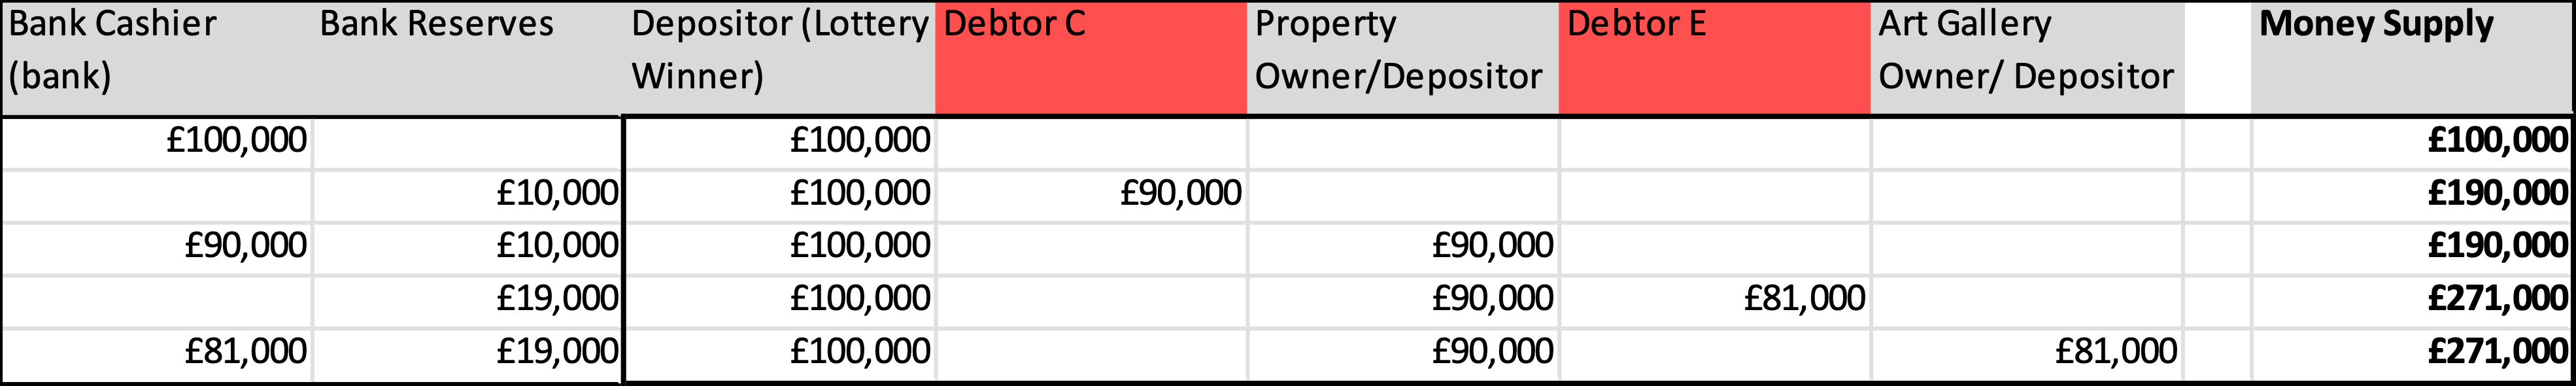 Bank Cashier Bank Reserves Depositor (Lottery Debtor C Property Debtor E Art Gallery Money Supply
(bank) Winner) Owner/Depositor Owner/ Depositor
£100,000 £100,000 £100,000
£10,000 £100,000 £90,000 £190,000
£90,000 £10,000 £100,000 £90,000 £190,000
£19,000 £100,000 £90,000 £81,000 £271,000
£81,000 £19,000 £100,000 £90,000 £81,000 £271,000